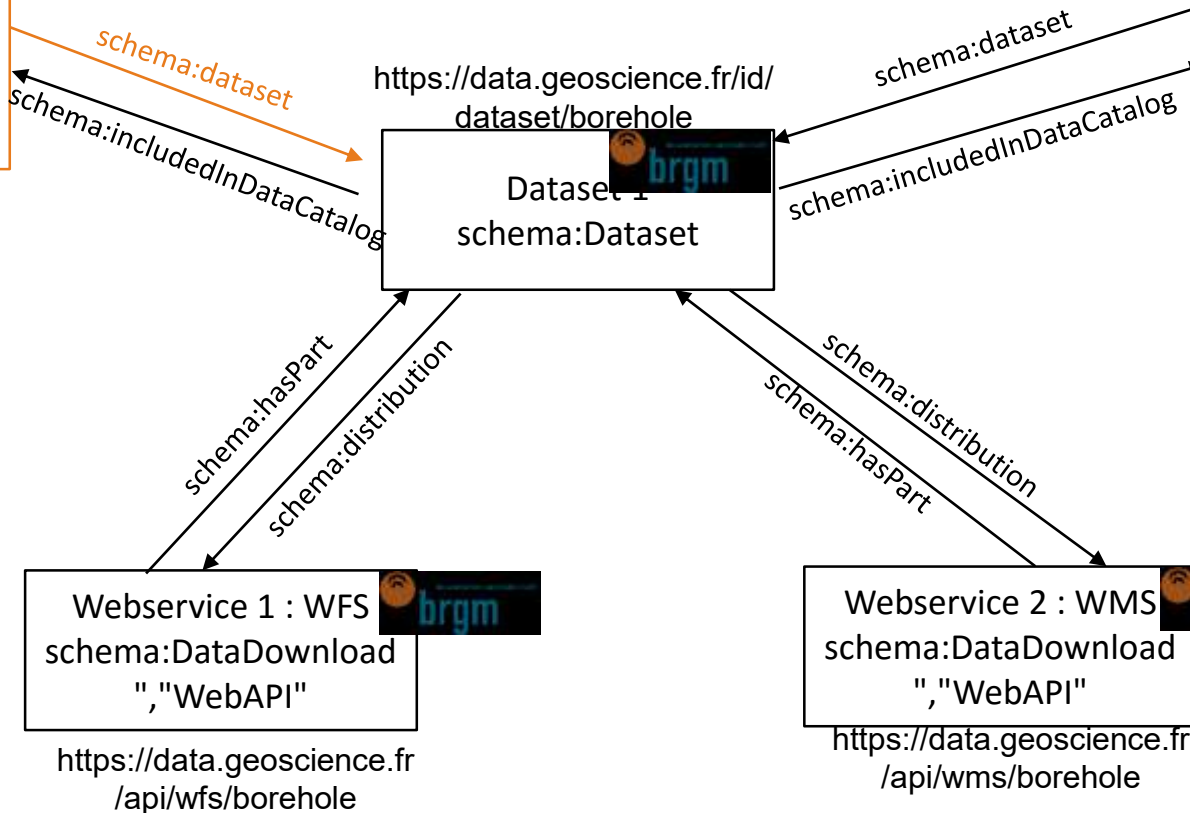 schema:dataset
schema:includedInDataCatalog
https://data.geoscience.fr/id/
dataset/borehole
brgm
Dataset 1
schema:Dataset
schema:dataset
schema:includedInDataCatalog
schema:hasPart
schema:distribution
schema:distribution
schema:hasPart
Webservice 1 : WFS
brgm
schema:DataDownload
","WebAPI"
https://data.geoscience.fr
/api/wfs/borehole
Webservice 2 : WMS
schema:DataDownload
","WebAPI"
https://data.geoscience.fr
/api/wms/borehole